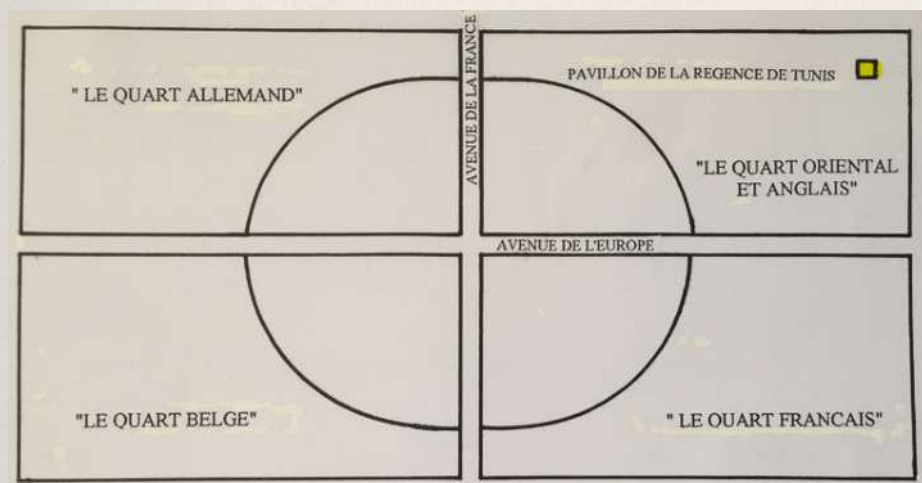 " LE QUART ALLEMAND"
AVENUE DE LA FRANCE
PAVILLON DE LA REGENCE DE TUNIS
"LE QUART ORIENTAL
ET ANGLAIS"
AVENUE DE L'EUROPE
"LE QUART BELGE"
" LE QUART FRANCAIS"